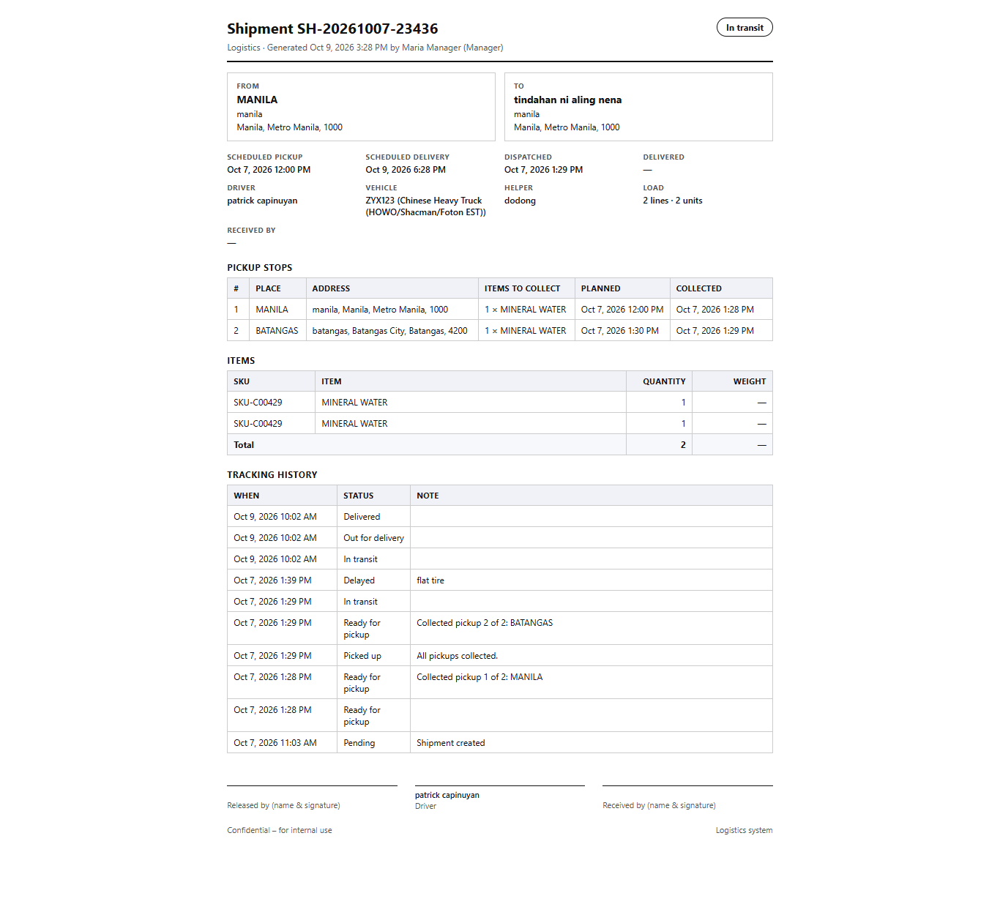 Shipment SH-20261007-23436
In transit
Logistics · Generated Oct 9, 2026 3:28 PM by Maria Manager (Manager)
FROM
MANILA
manila
Manila, Metro Manila, 1000
TO
tindahan ni aling nena
manila
Manila, Metro Manila, 1000
SCHEDULED PICKUP
Oct 7, 2026 12:00 PM
SCHEDULED DELIVERY
Oct 9, 2026 6:28 PM
DISPATCHED
Oct 7, 2026 1:29 PM
DELIVERED
—
DRIVER
patrick capinuyan
VEHICLE
ZYX123 (Chinese Heavy Truck
(HOWO/Shacman/Foton EST))
HELPER
dodong
LOAD
2 lines · 2 units
RECEIVED BY
—
PICKUP STOPS
# PLACE ADDRESS ITEMS TO COLLECT PLANNED COLLECTED
1 MANILA manila, Manila, Metro Manila, 1000 1 × MINERAL WATER Oct 7, 2026 12:00 PM Oct 7, 2026 1:28 PM
2 BATANGAS batangas, Batangas City, Batangas, 4200 1 × MINERAL WATER Oct 7, 2026 1:30 PM Oct 7, 2026 1:29 PM
ITEMS
SKU ITEM QUANTITY WEIGHT
SKU-C00429 MINERAL WATER 1 —
SKU-C00429 MINERAL WATER 1 —
Total 2 —
TRACKING HISTORY
WHEN STATUS NOTE
Oct 9, 2026 10:02 AM Delivered
Oct 9, 2026 10:02 AM Out for delivery
Oct 9, 2026 10:02 AM In transit
Oct 7, 2026 1:39 PM Delayed flat tire
Oct 7, 2026 1:29 PM In transit
Oct 7, 2026 1:29 PM Ready for pickup Collected pickup 2 of 2: BATANGAS
Oct 7, 2026 1:29 PM Picked up All pickups collected.
Oct 7, 2026 1:28 PM Ready for pickup Collected pickup 1 of 2: MANILA
Oct 7, 2026 1:28 PM Ready for pickup
Oct 7, 2026 11:03 AM Pending Shipment created
Released by (name & signature)
patrick capinuyan
Driver
Received by (name & signature)
Confidential – for internal use
Logistics system